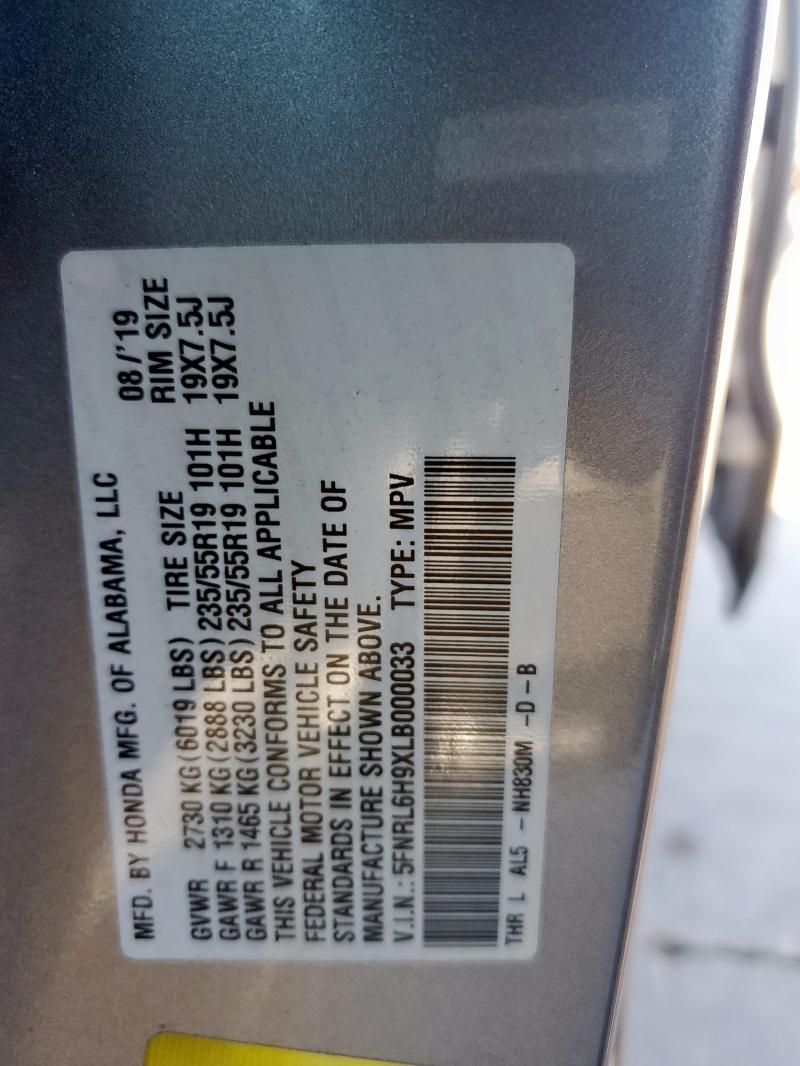 MFD. BY HONDA MFG. OF ALABAMA, LLC 08/'19
TIRE SIZE RIM SIZE
GVWR 2730 KG(6019 LBS)
GAWR F 1310 KG(2888 LBS) 235/55R19 101H 19X7.5J
GAWR R 1465 KG(3230 LBS) 235/55R19 101H 19X7.5J
THIS VEHICLE CONFORMS TO ALL APPLICABLE
FEDERAL MOTOR VEHICLE SAFETY
STANDARDS IN EFFECT ON THE DATE OF
MANUFACTURE SHOWN ABOVE.
V.I.N.: 5FNRL6H9XLB000033 TYPE: MPV
THR L AL5 -NH830M -D-B